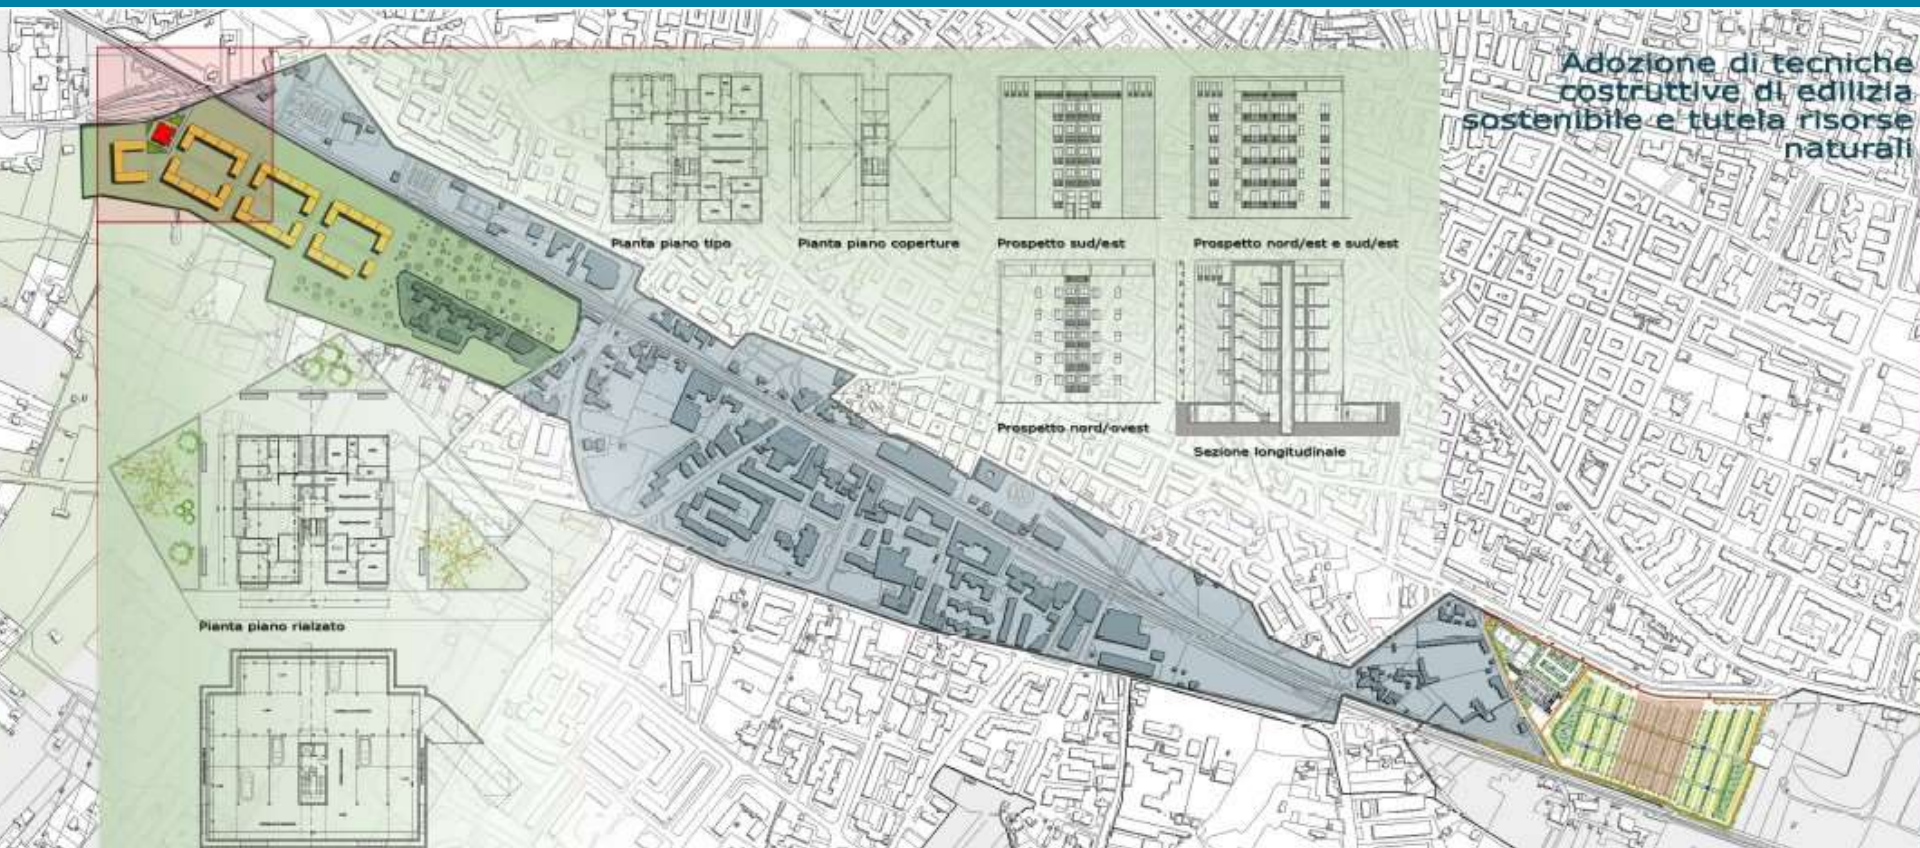 Adozione di tecniche
costruttive di edilizia
sostenibile e tutela risorse
naturali
Pianta piano tipo
Pianta piano coperture
Prospetto sud/est
Prospetto nord/est e sud/est
Prospetto nord/ovest
Sezione longitudinale
Pianta piano rialzato